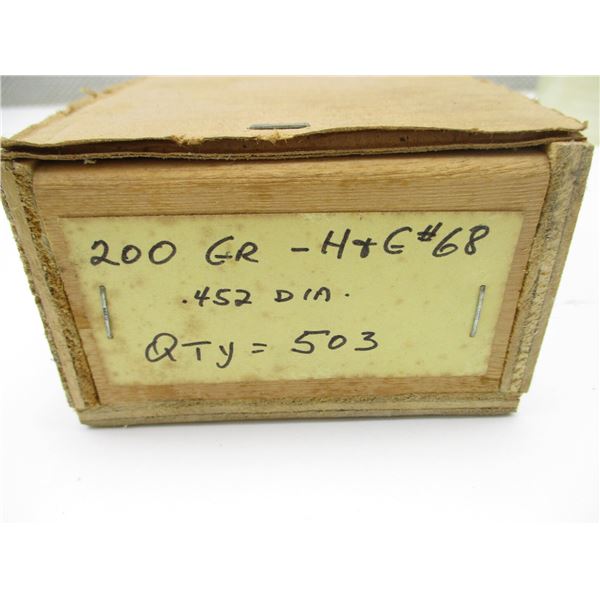 200 GR - H&G #68
.452 DIA.
QTy = 503